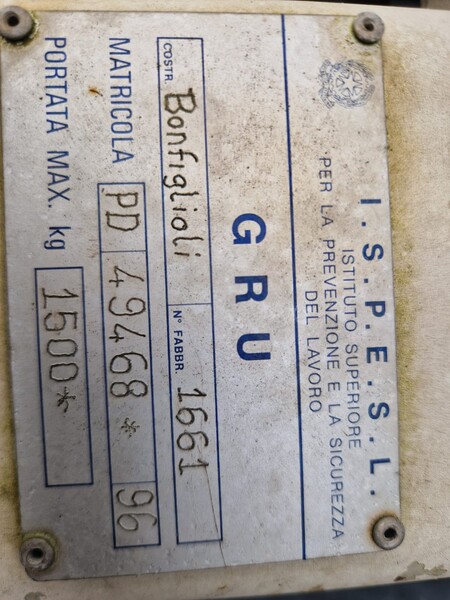 I.S.P.E.S.L.
ISTITUTO SUPERIORE
PER LA PREVENZIONE E LA SICUREZZA
DEL LAVORO
GRU
COSTR. Bonfiglioli N° FABBR. 1661
MATRICOLA PD 49468 * 96
PORTATA MAX. kg 1500*